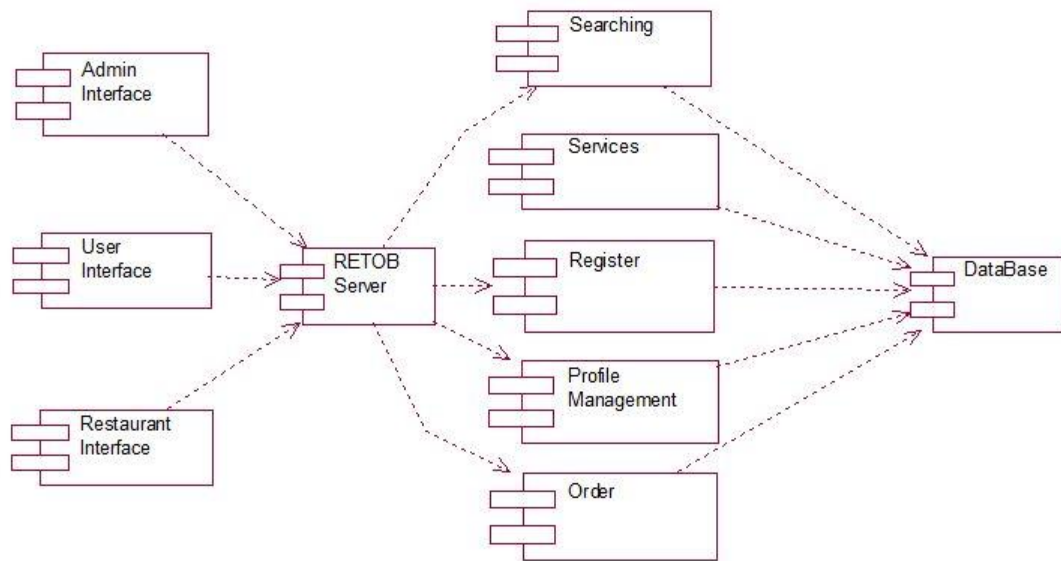 Admin
Interface
User
Interface
Restaurant
Interface
RETOB
Server
Searching
Services
Register
Profile
Management
Order
DataBase